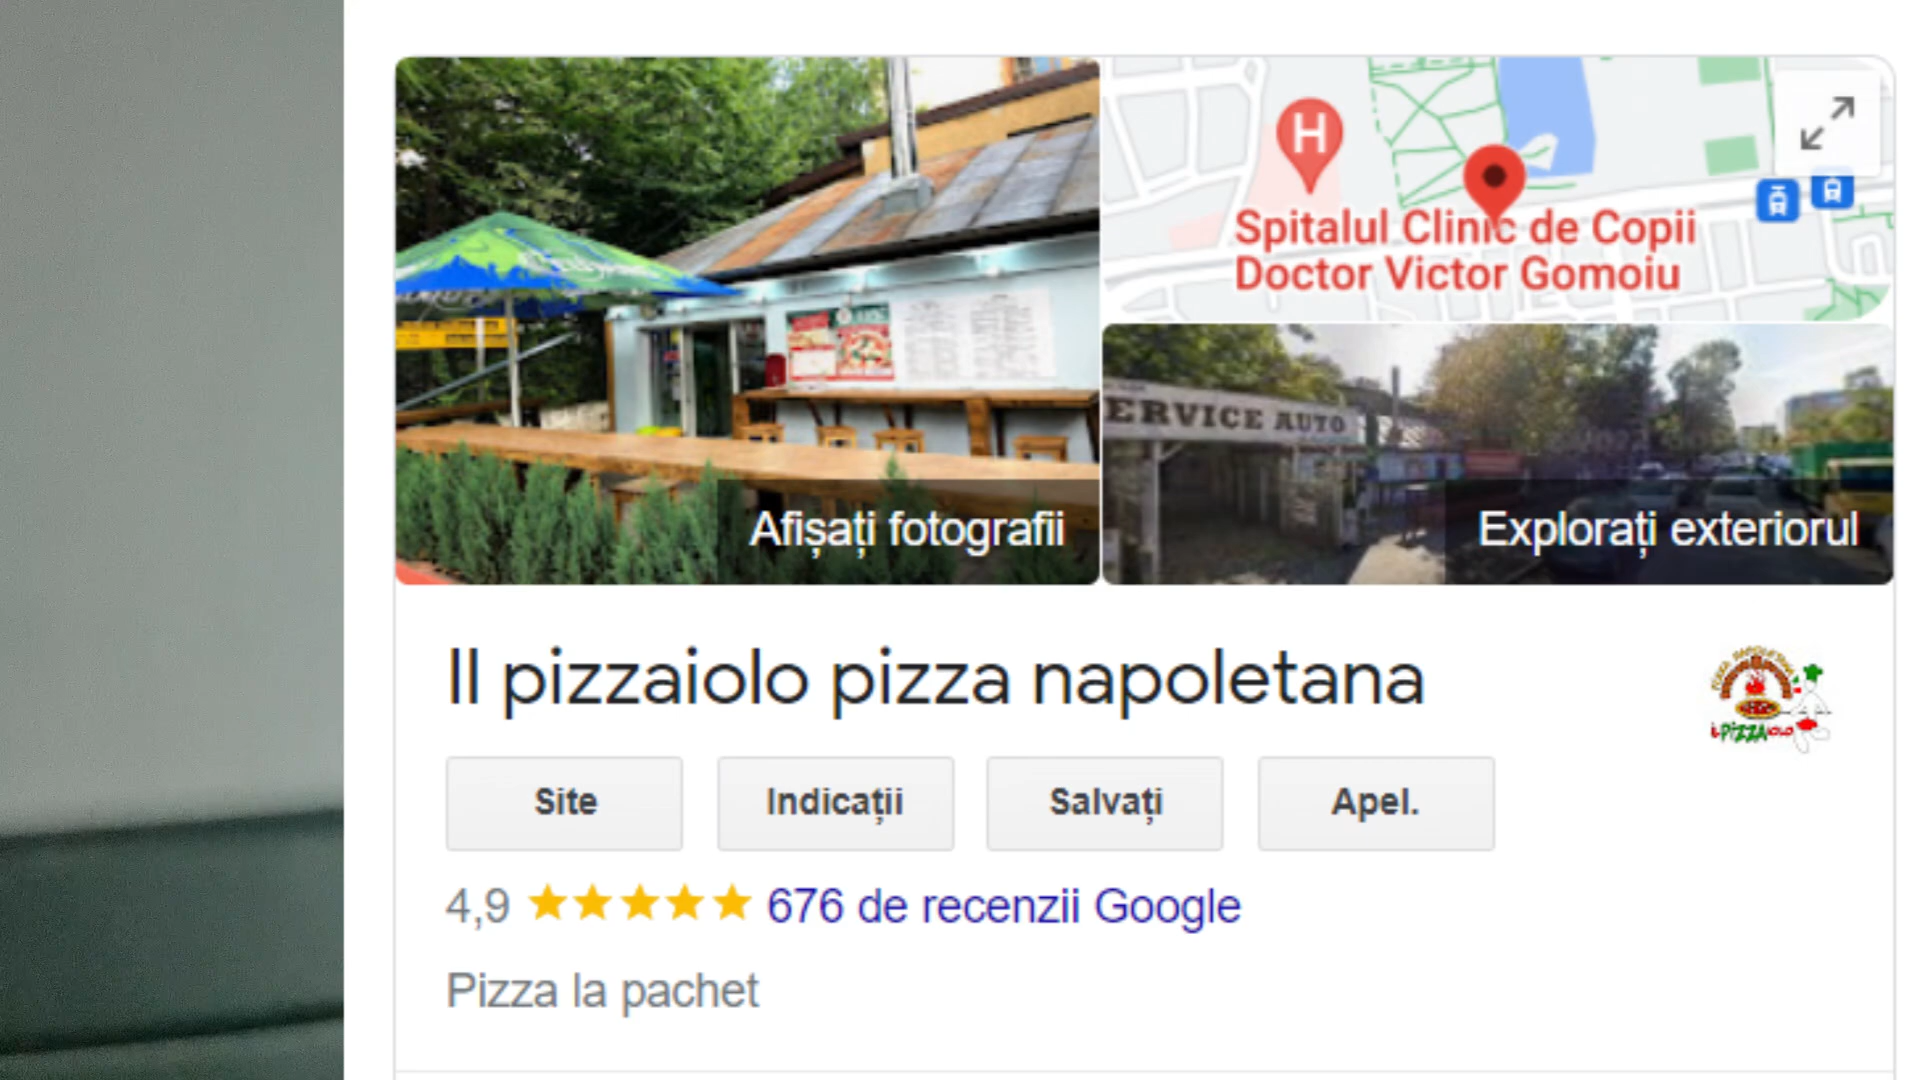 H
Spitalul Clinic de Copii
Doctor Victor Gomoiu
ERVICE AUTO
Afișați fotografii
Explorați exteriorul
Il pizzaiolo pizza napoletana
PIZZAIOLO
Site
Indicații
Salvați
Apel.
4,9
676 de recenzii Google
Pizza la pachet